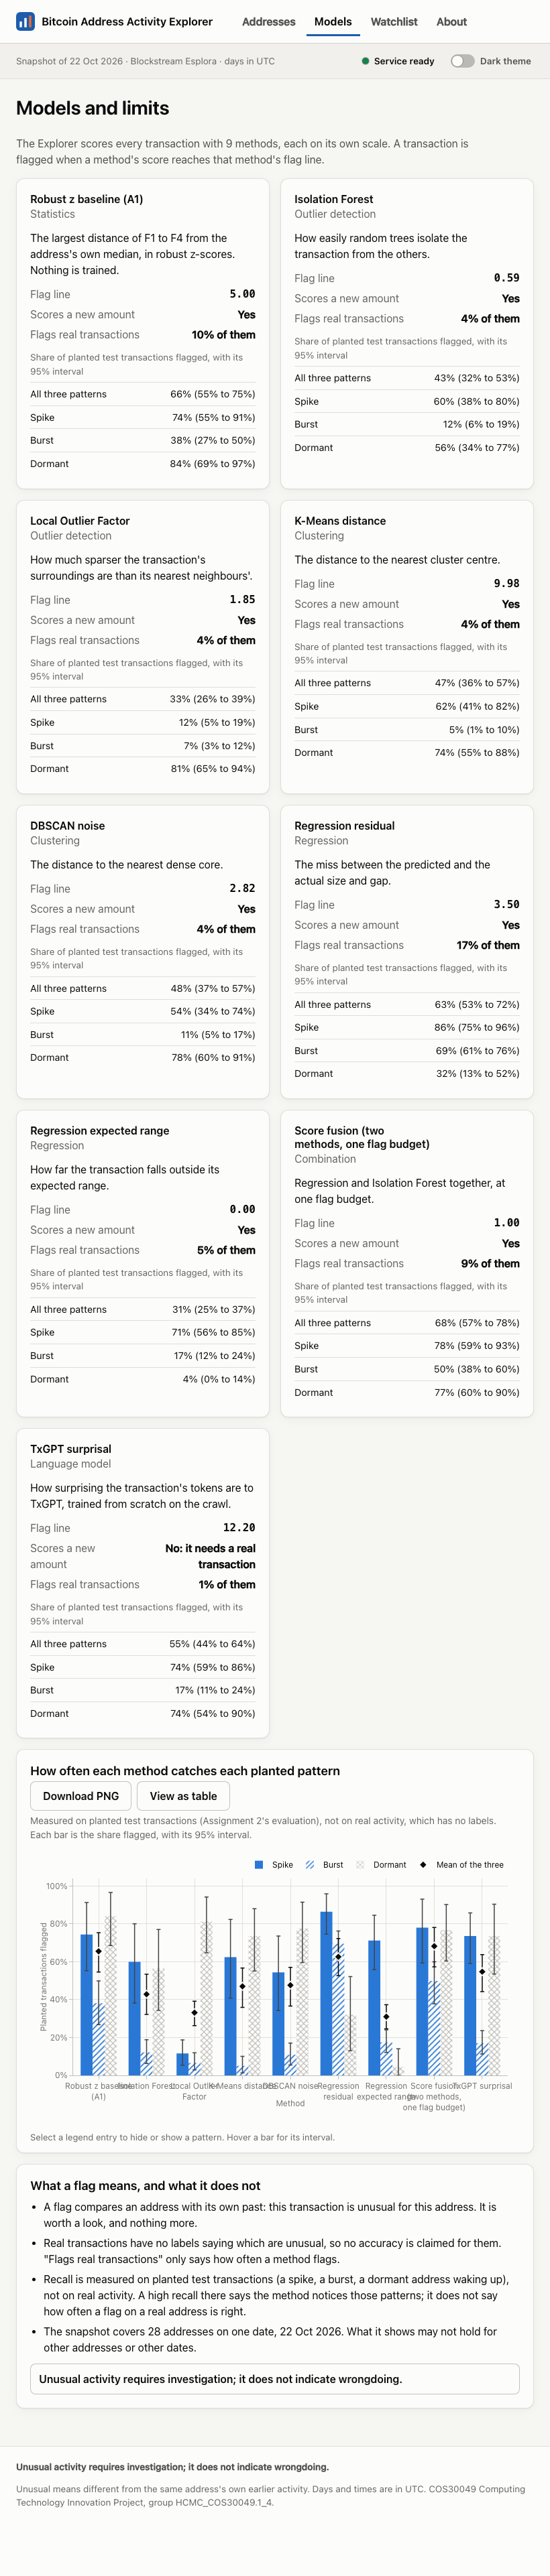 Bitcoin Address Activity Explorer
Addresses
Models
Watchlist
About
Snapshot of 22 Oct 2026 · Blockstream Esplora · days in UTC
Service ready
Dark theme
Models and limits
The Explorer scores every transaction with 9 methods, each on its own scale. A transaction is
flagged when a method's score reaches that method's flag line.
Robust z baseline (A1)
Statistics
The largest distance of F1 to F4 from the
address's own median, in robust z-scores.
Nothing is trained.
Flag line 5.00
Scores a new amount Yes
Flags real transactions 10% of them
Share of planted test transactions flagged, with its
95% interval
All three patterns 66% (55% to 75%)
Spike 74% (55% to 91%)
Burst 38% (27% to 50%)
Dormant 84% (69% to 97%)
Isolation Forest
Outlier detection
How easily random trees isolate the
transaction from the others.
Flag line 0.59
Scores a new amount Yes
Flags real transactions 4% of them
Share of planted test transactions flagged, with its
95% interval
All three patterns 43% (32% to 53%)
Spike 60% (38% to 80%)
Burst 12% (6% to 19%)
Dormant 56% (34% to 77%)
Local Outlier Factor
Outlier detection
How much sparser the transaction's
surroundings are than its nearest neighbours'.
Flag line 1.85
Scores a new amount Yes
Flags real transactions 4% of them
Share of planted test transactions flagged, with its
95% interval
All three patterns 33% (26% to 39%)
Spike 12% (5% to 19%)
Burst 7% (3% to 12%)
Dormant 81% (65% to 94%)
K-Means distance
Clustering
The distance to the nearest cluster centre.
Flag line 9.98
Scores a new amount Yes
Flags real transactions 4% of them
Share of planted test transactions flagged, with its
95% interval
All three patterns 47% (36% to 57%)
Spike 62% (41% to 82%)
Burst 5% (1% to 10%)
Dormant 74% (55% to 88%)
DBSCAN noise
Clustering
The distance to the nearest dense core.
Flag line 2.82
Scores a new amount Yes
Flags real transactions 4% of them
Share of planted test transactions flagged, with its
95% interval
All three patterns 48% (37% to 57%)
Spike 54% (34% to 74%)
Burst 11% (5% to 17%)
Dormant 78% (60% to 91%)
Regression residual
Regression
The miss between the predicted and the
actual size and gap.
Flag line 3.50
Scores a new amount Yes
Flags real transactions 17% of them
Share of planted test transactions flagged, with its
95% interval
All three patterns 63% (53% to 72%)
Spike 86% (75% to 96%)
Burst 69% (61% to 76%)
Dormant 32% (13% to 52%)
Regression expected range
Regression
How far the transaction falls outside its
expected range.
Flag line 0.00
Scores a new amount Yes
Flags real transactions 5% of them
Share of planted test transactions flagged, with its
95% interval
All three patterns 31% (25% to 37%)
Spike 71% (56% to 85%)
Burst 17% (12% to 24%)
Dormant 4% (0% to 14%)
Score fusion (two
methods, one flag budget)
Combination
Regression and Isolation Forest together, at
one flag budget.
Flag line 1.00
Scores a new amount Yes
Flags real transactions 9% of them
Share of planted test transactions flagged, with its
95% interval
All three patterns 68% (57% to 78%)
Spike 78% (59% to 93%)
Burst 50% (38% to 60%)
Dormant 77% (60% to 90%)
TxGPT surprisal
Language model
How surprising the transaction's tokens are to
TxGPT, trained from scratch on the crawl.
Flag line 12.20
Scores a new No: it needs a real
amount transaction
Flags real transactions 1% of them
Share of planted test transactions flagged, with its
95% interval
All three patterns 55% (44% to 64%)
Spike 74% (59% to 86%)
Burst 17% (11% to 24%)
Dormant 74% (54% to 90%)
How often each method catches each planted pattern
Download PNG
View as table
Measured on planted test transactions (Assignment 2's evaluation), not on real activity, which has no labels.
Each bar is the share flagged, with its 95% interval.
Spike Burst Dormant Mean of the three
100%
80%
60%
40%
20%
0%
Planted transactions flagged
Robust z baseline
(A1)
Isolation Forest
Local Outlier
Factor
K-Means distance
DBSCAN noise
Regression
residual
Regression
expected range
Score fusion
(two methods,
one flag budget)
TxGPT surprisal
Method
Select a legend entry to hide or show a pattern. Hover a bar for its interval.
What a flag means, and what it does not
• A flag compares an address with its own past: this transaction is unusual for this address. It is
worth a look, and nothing more.
• Real transactions have no labels saying which are unusual, so no accuracy is claimed for them.
"Flags real transactions" only says how often a method flags.
• Recall is measured on planted test transactions (a spike, a burst, a dormant address waking up),
not on real activity. A high recall there says the method notices those patterns; it does not say
how often a flag on a real address is right.
• The snapshot covers 28 addresses on one date, 22 Oct 2026. What it shows may not hold for
other addresses or other dates.
Unusual activity requires investigation; it does not indicate wrongdoing.
Unusual activity requires investigation; it does not indicate wrongdoing.
Unusual means different from the same address's own earlier activity. Days and times are in UTC. COS30049 Computing
Technology Innovation Project, group HCMC_COS30049.1_4.